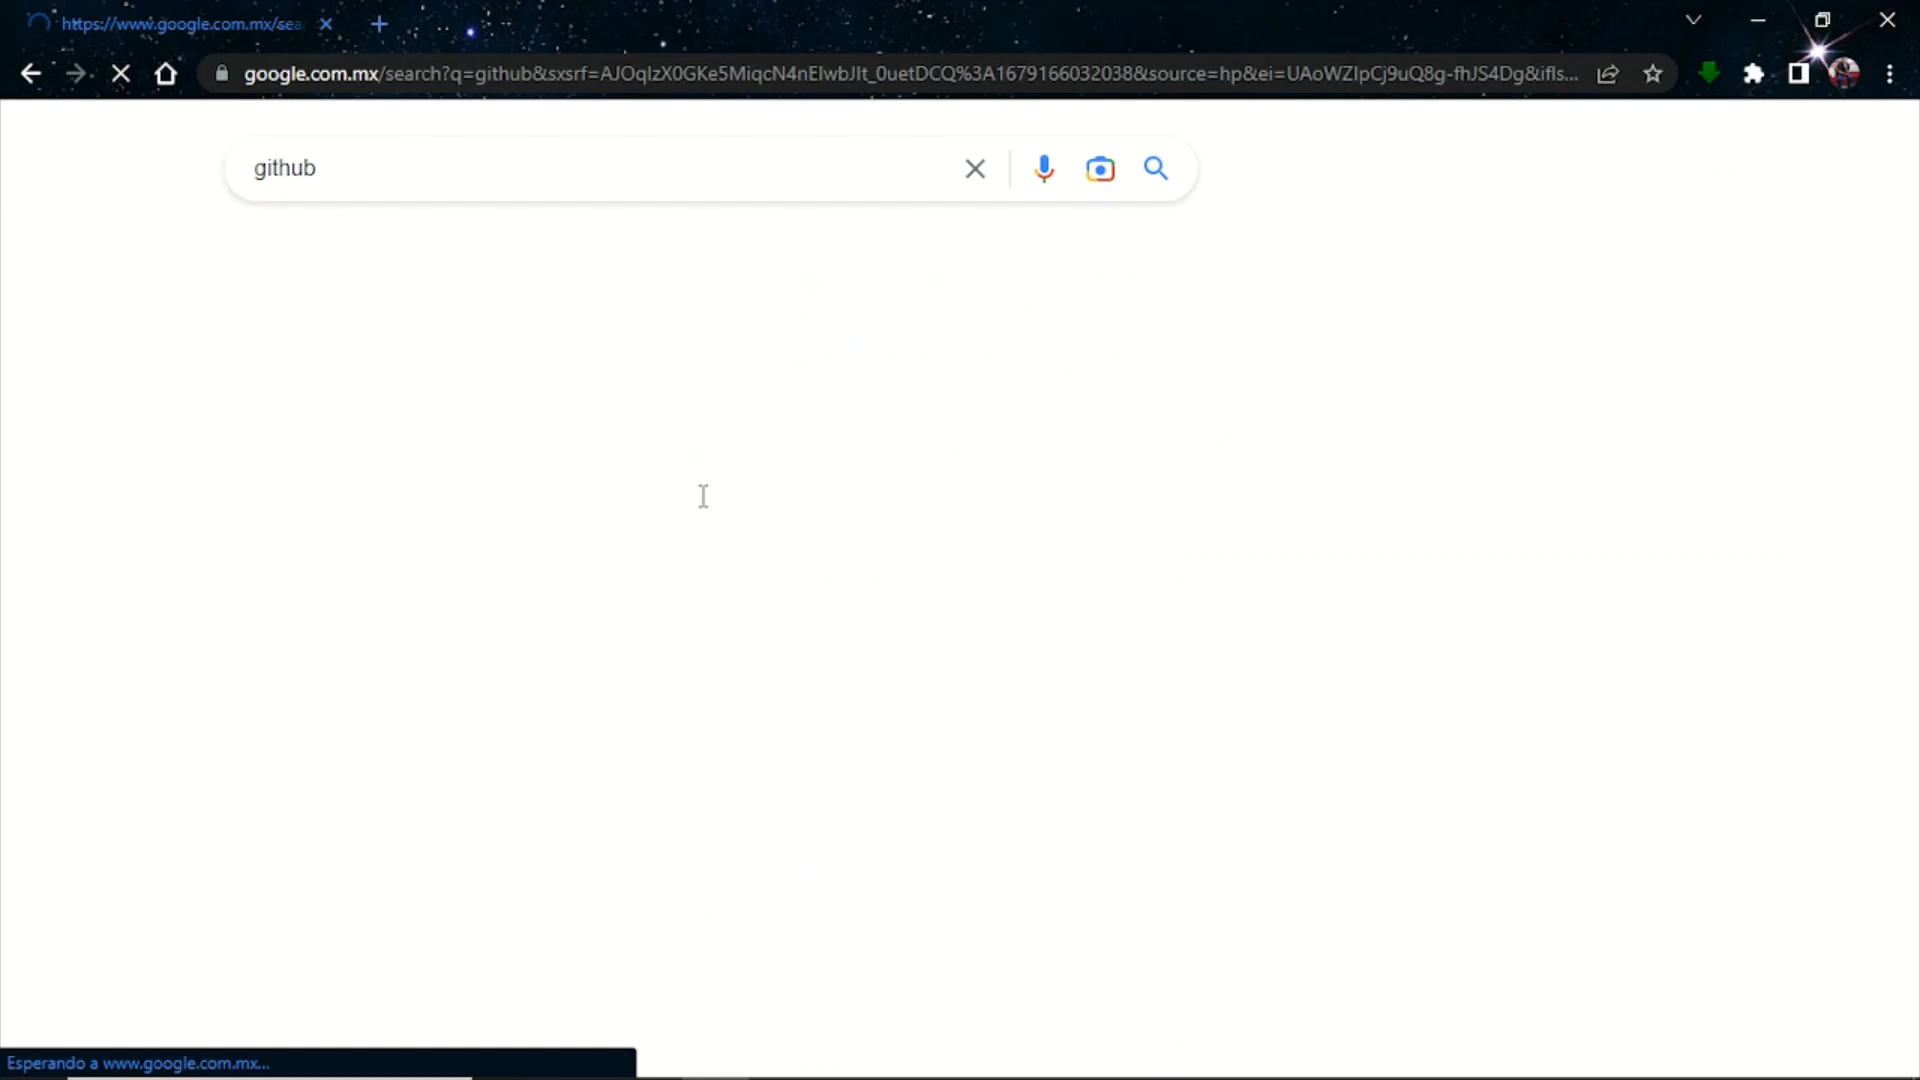 https://www.google.com.mx/sea
google.com.mx/search?q=github&sxsrf=AJOqlzX0GKe5MiqcN4nEIwbJIt_0uetDCQ%3A1679166032038&source=hp&ei=UAoWZIpCj9uQ8g-fhJS4Dg&ifls...
github
Esperando a www.google.com.mx...